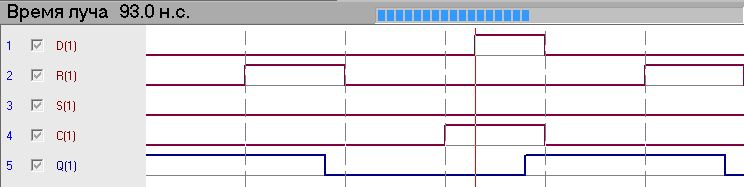 Время луча 93.0 н.с.
1 D(1)
2 R(1)
3 S(1)
4 C(1)
5 Q(1)